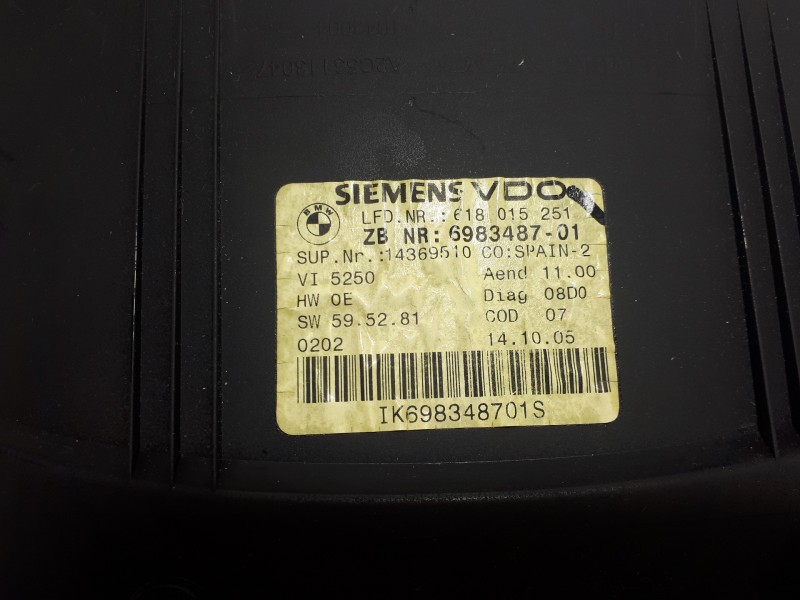 SIEMENS VDO
BMW
LFD.NR.: 618 015 251
ZB NR: 6983487-01
SUP.Nr.:14369510 CO:SPAIN-2
VI 5250 Aend 11.00
HW 0E Diag 08D0
SW 59.52.81 COD 07
0202 14.10.05
IK698348701S